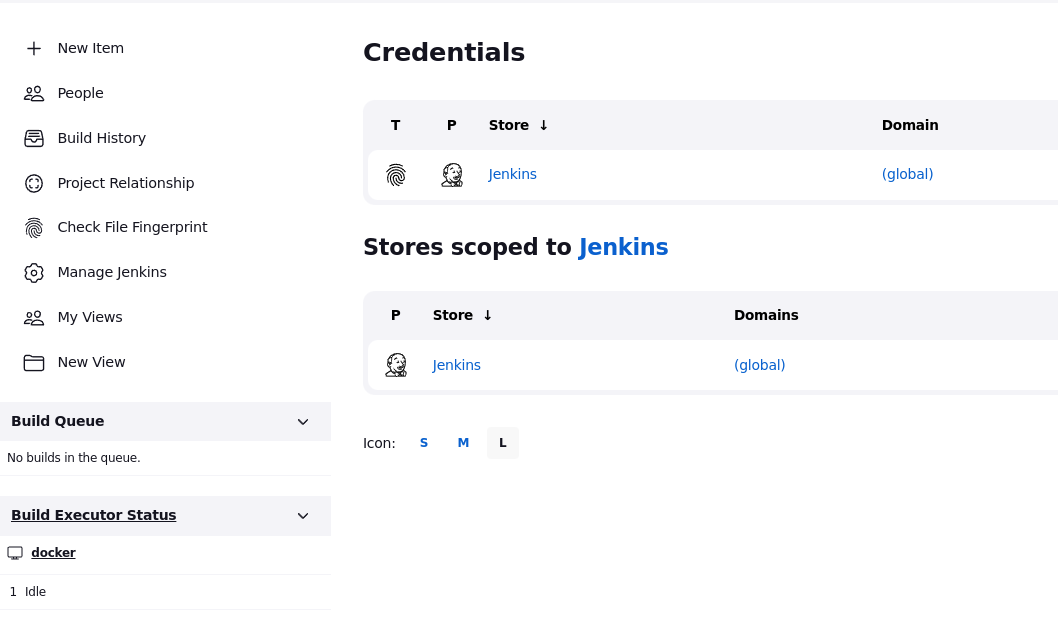 New Item
People
Build History
Project Relationship
Check File Fingerprint
Manage Jenkins
My Views
New View
Build Queue
No builds in the queue.
Build Executor Status
docker
1 Idle
Credentials
T P Store ↓ Domain
Jenkins (global)
Stores scoped to Jenkins
P Store ↓ Domains
Jenkins (global)
Icon: S M L